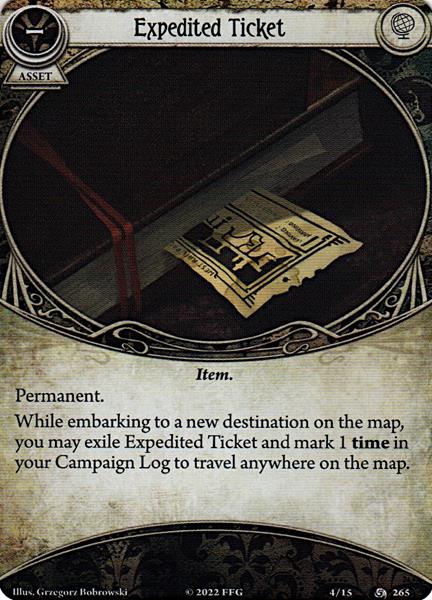 Expedited Ticket
ASSET
Item.
Permanent.
While embarking to a new destination on the map,
you may exile Expedited Ticket and mark 1 time in
your Campaign Log to travel anywhere on the map.
Illus. Grzegorz Bobrowski
© 2022 FFG
4/15
265